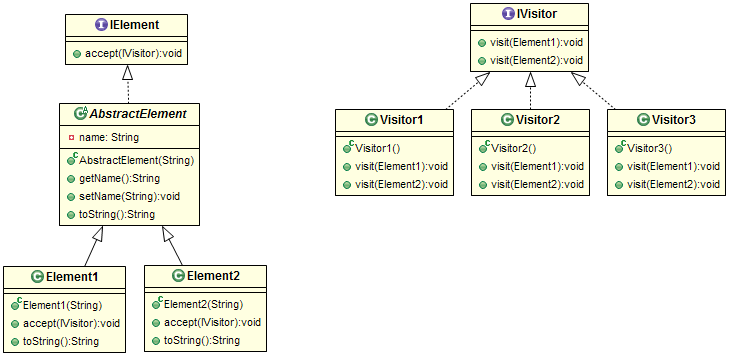 IElement
accept(IVisitor):void
AbstractElement
name: String
AbstractElement(String)
getName():String
setName(String):void
toString():String
Element1
Element1(String)
accept(IVisitor):void
toString():String
Element2
Element2(String)
accept(IVisitor):void
toString():String
IVisitor
visit(Element1):void
visit(Element2):void
Visitor1
Visitor1()
visit(Element1):void
visit(Element2):void
Visitor2
Visitor2()
visit(Element1):void
visit(Element2):void
Visitor3
Visitor3()
visit(Element1):void
visit(Element2):void